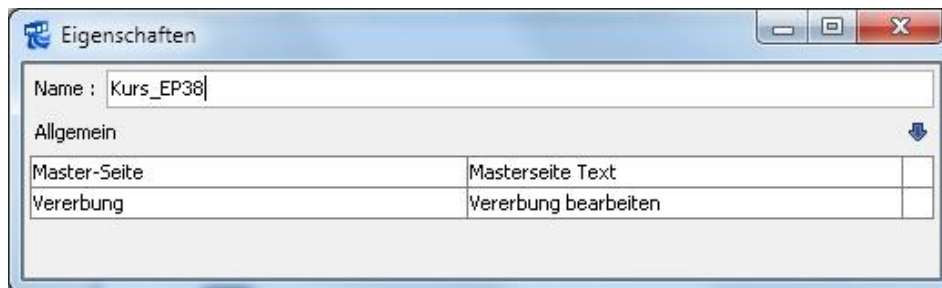 Eigenschaften
Name : Kurs_EP38
Allgemein
Master-Seite Masterseite Text
Vererbung Vererbung bearbeiten